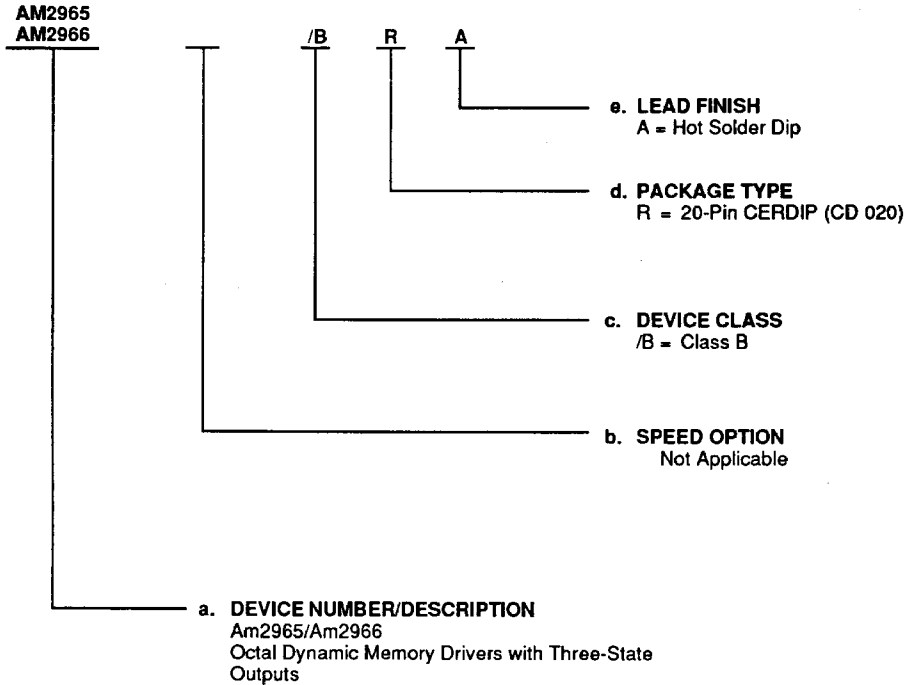 AM2965
AM2966
/B R A
e. LEAD FINISH
A = Hot Solder Dip
d. PACKAGE TYPE
R = 20-Pin CERDIP (CD 020)
c. DEVICE CLASS
/B = Class B
b. SPEED OPTION
Not Applicable
a. DEVICE NUMBER/DESCRIPTION
Am2965/Am2966
Octal Dynamic Memory Drivers with Three-State
Outputs